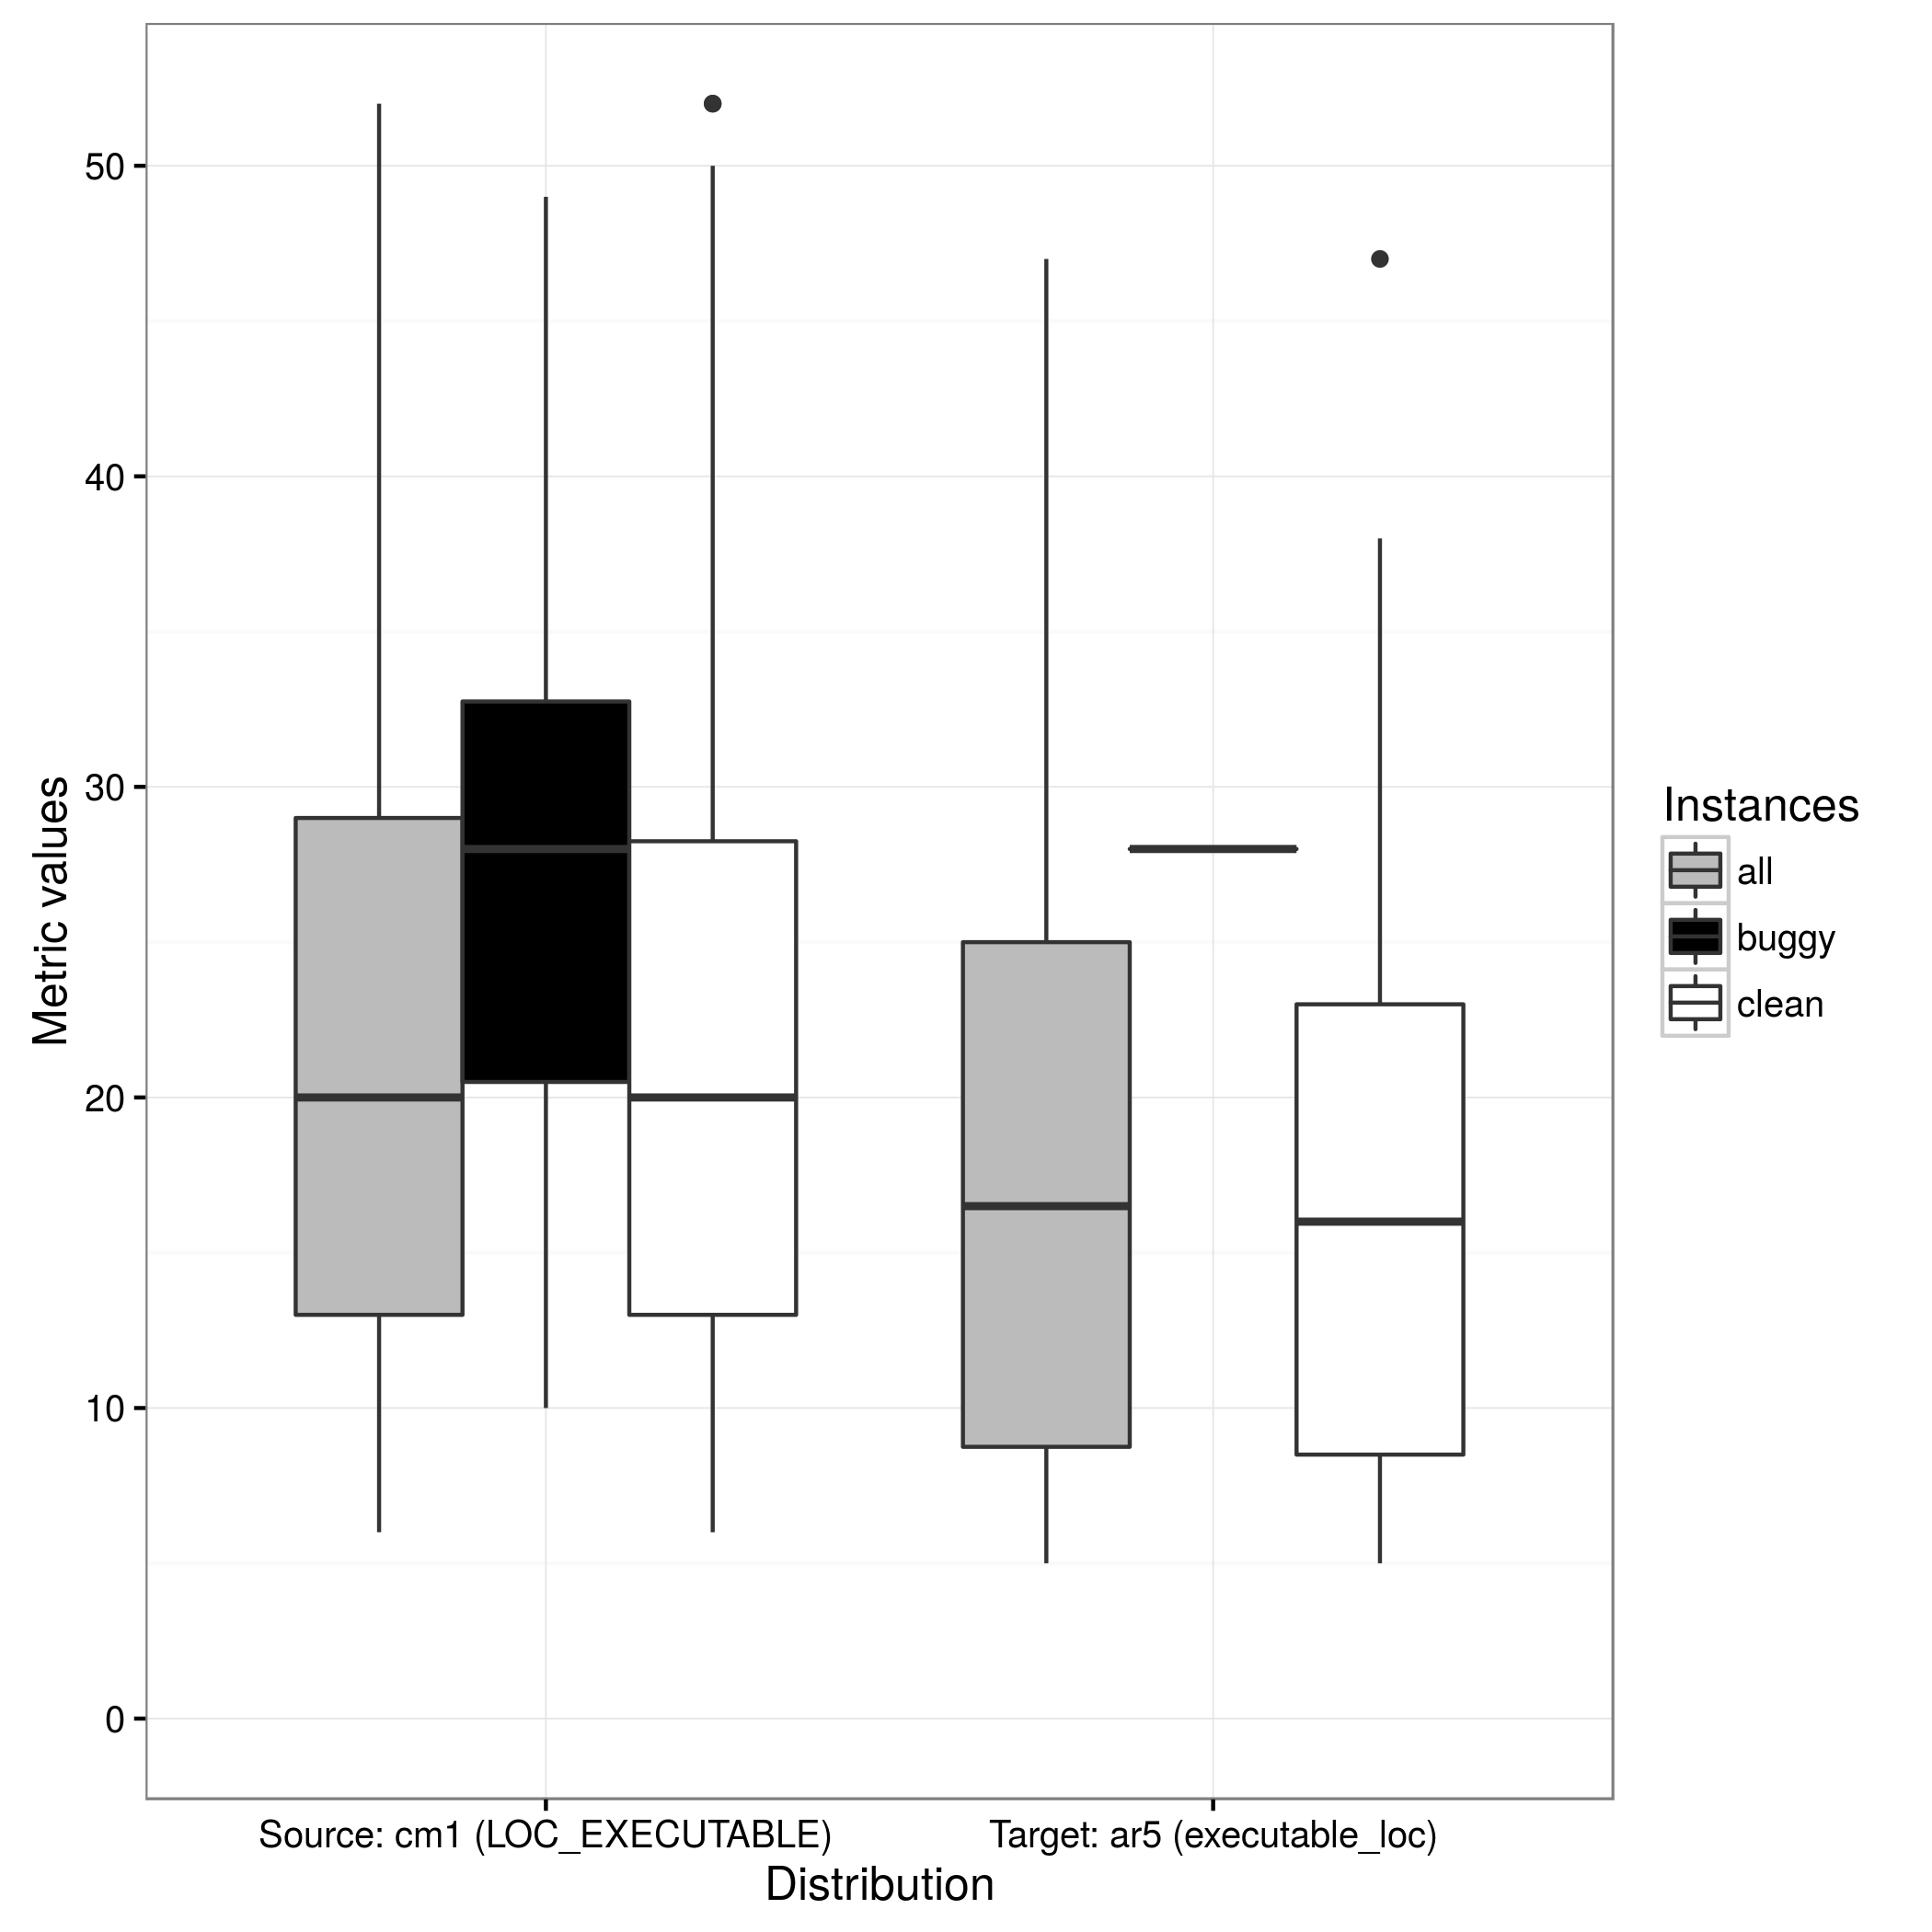 50
40
30
20
10
0
Metric values
Source: cm1 (LOC_EXECUTABLE)
Target: ar5 (executable_loc)
Distribution
Instances
all
buggy
clean